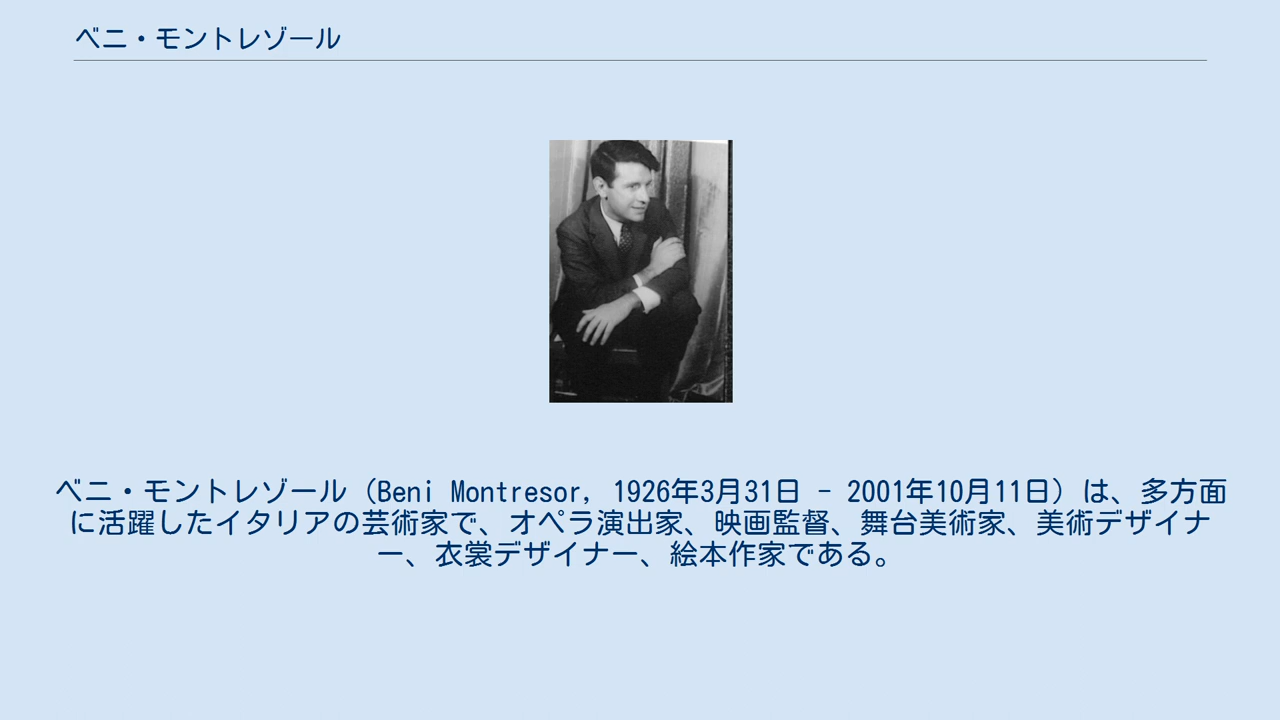 ベニ・モントレゾール
ベニ・モントレゾール（Beni Montresor, 1926年3月31日 - 2001年10月11日）は、多方面
に活躍したイタリアの芸術家で、オペラ演出家、映画監督、舞台美術家、美術デザイナ
ー、衣裳デザイナー、絵本作家である。